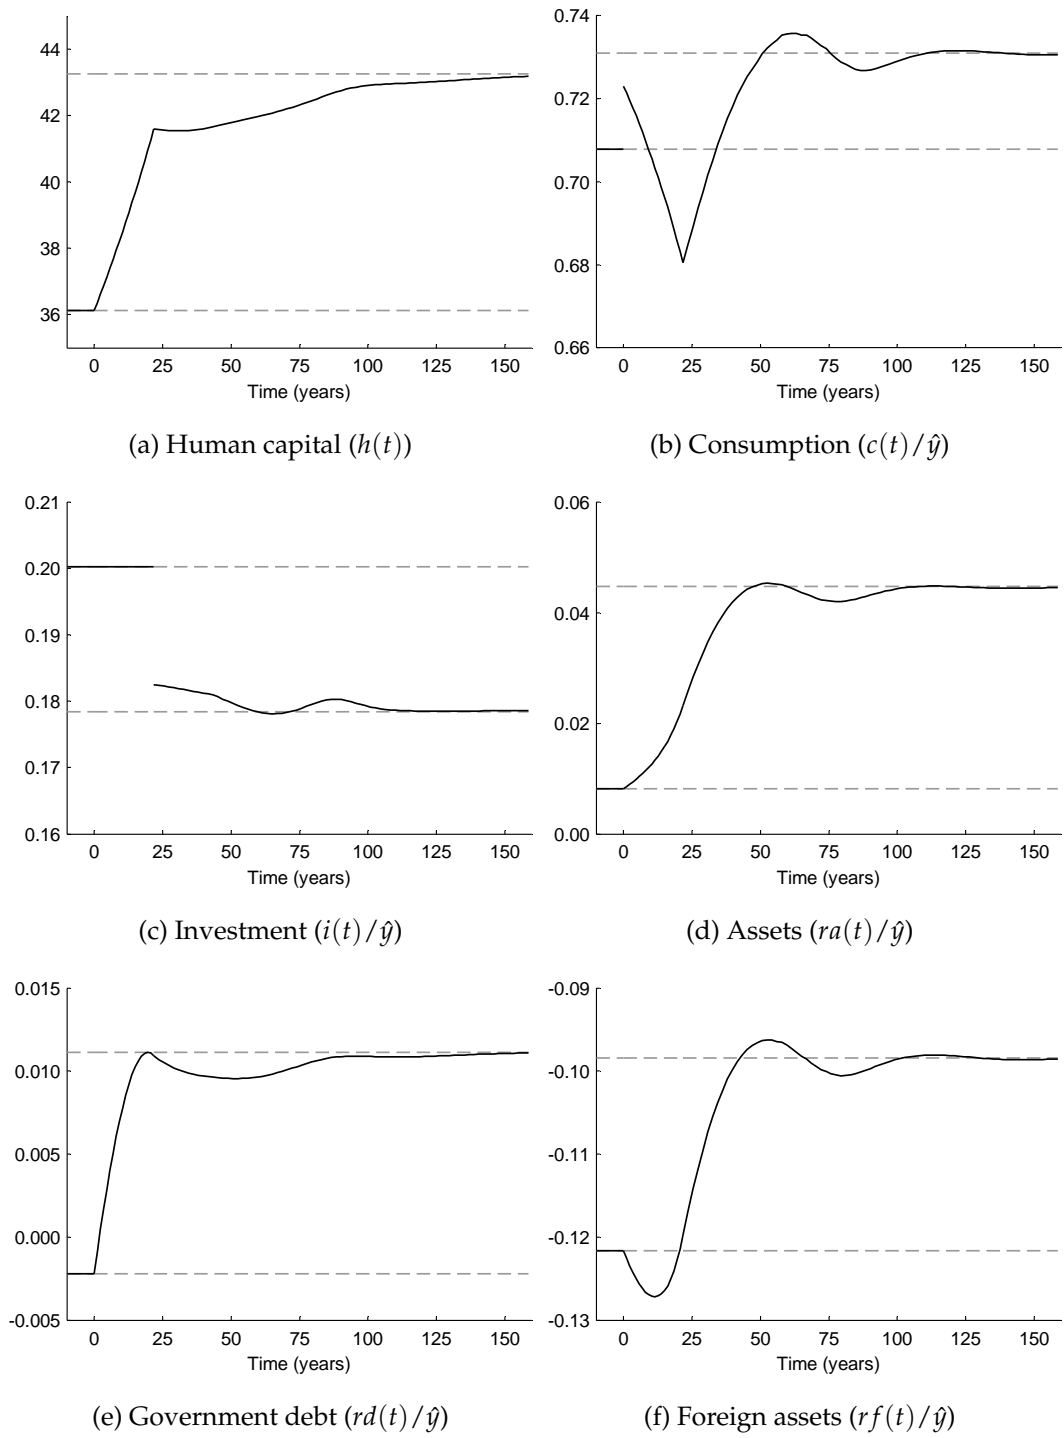 44
42
40
38
36
0 25 50 75 100 125 150
Time (years)
(a) Human capital (h(t))
0.74
0.72
0.70
0.68
0.66
0 25 50 75 100 125 150
Time (years)
(b) Consumption (c(t)/ŷ)
0.21
0.20
0.19
0.18
0.17
0.16
0 25 50 75 100 125 150
Time (years)
(c) Investment (i(t)/ŷ)
0.06
0.04
0.02
0.00
0 25 50 75 100 125 150
Time (years)
(d) Assets (ra(t)/ŷ)
0.015
0.010
0.005
0.000
-0.005
0 25 50 75 100 125 150
Time (years)
(e) Government debt (rd(t)/ŷ)
-0.09
-0.10
-0.11
-0.12
-0.13
0 25 50 75 100 125 150
Time (years)
(f) Foreign assets (rf(t)/ŷ)